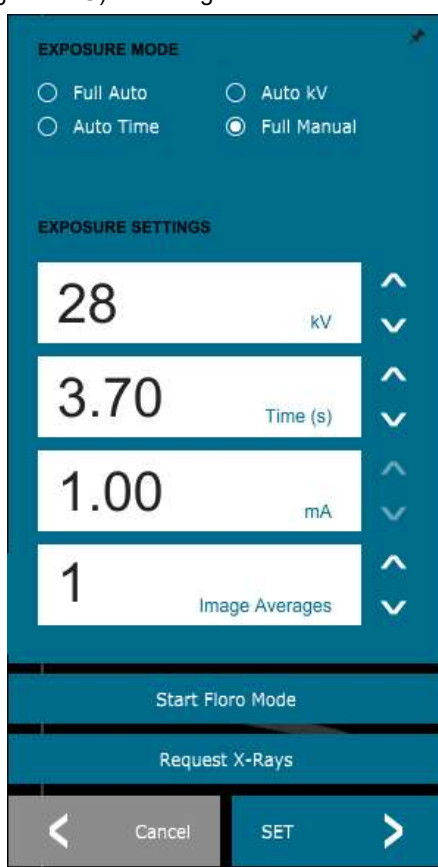 EXPOSURE MODE
Full Auto
Auto kV
Auto Time
Full Manual
EXPOSURE SETTINGS
28
kV
3.70
Time (s)
1.00
mA
1
Image Averages
Start Floro Mode
Request X-Rays
Cancel
SET